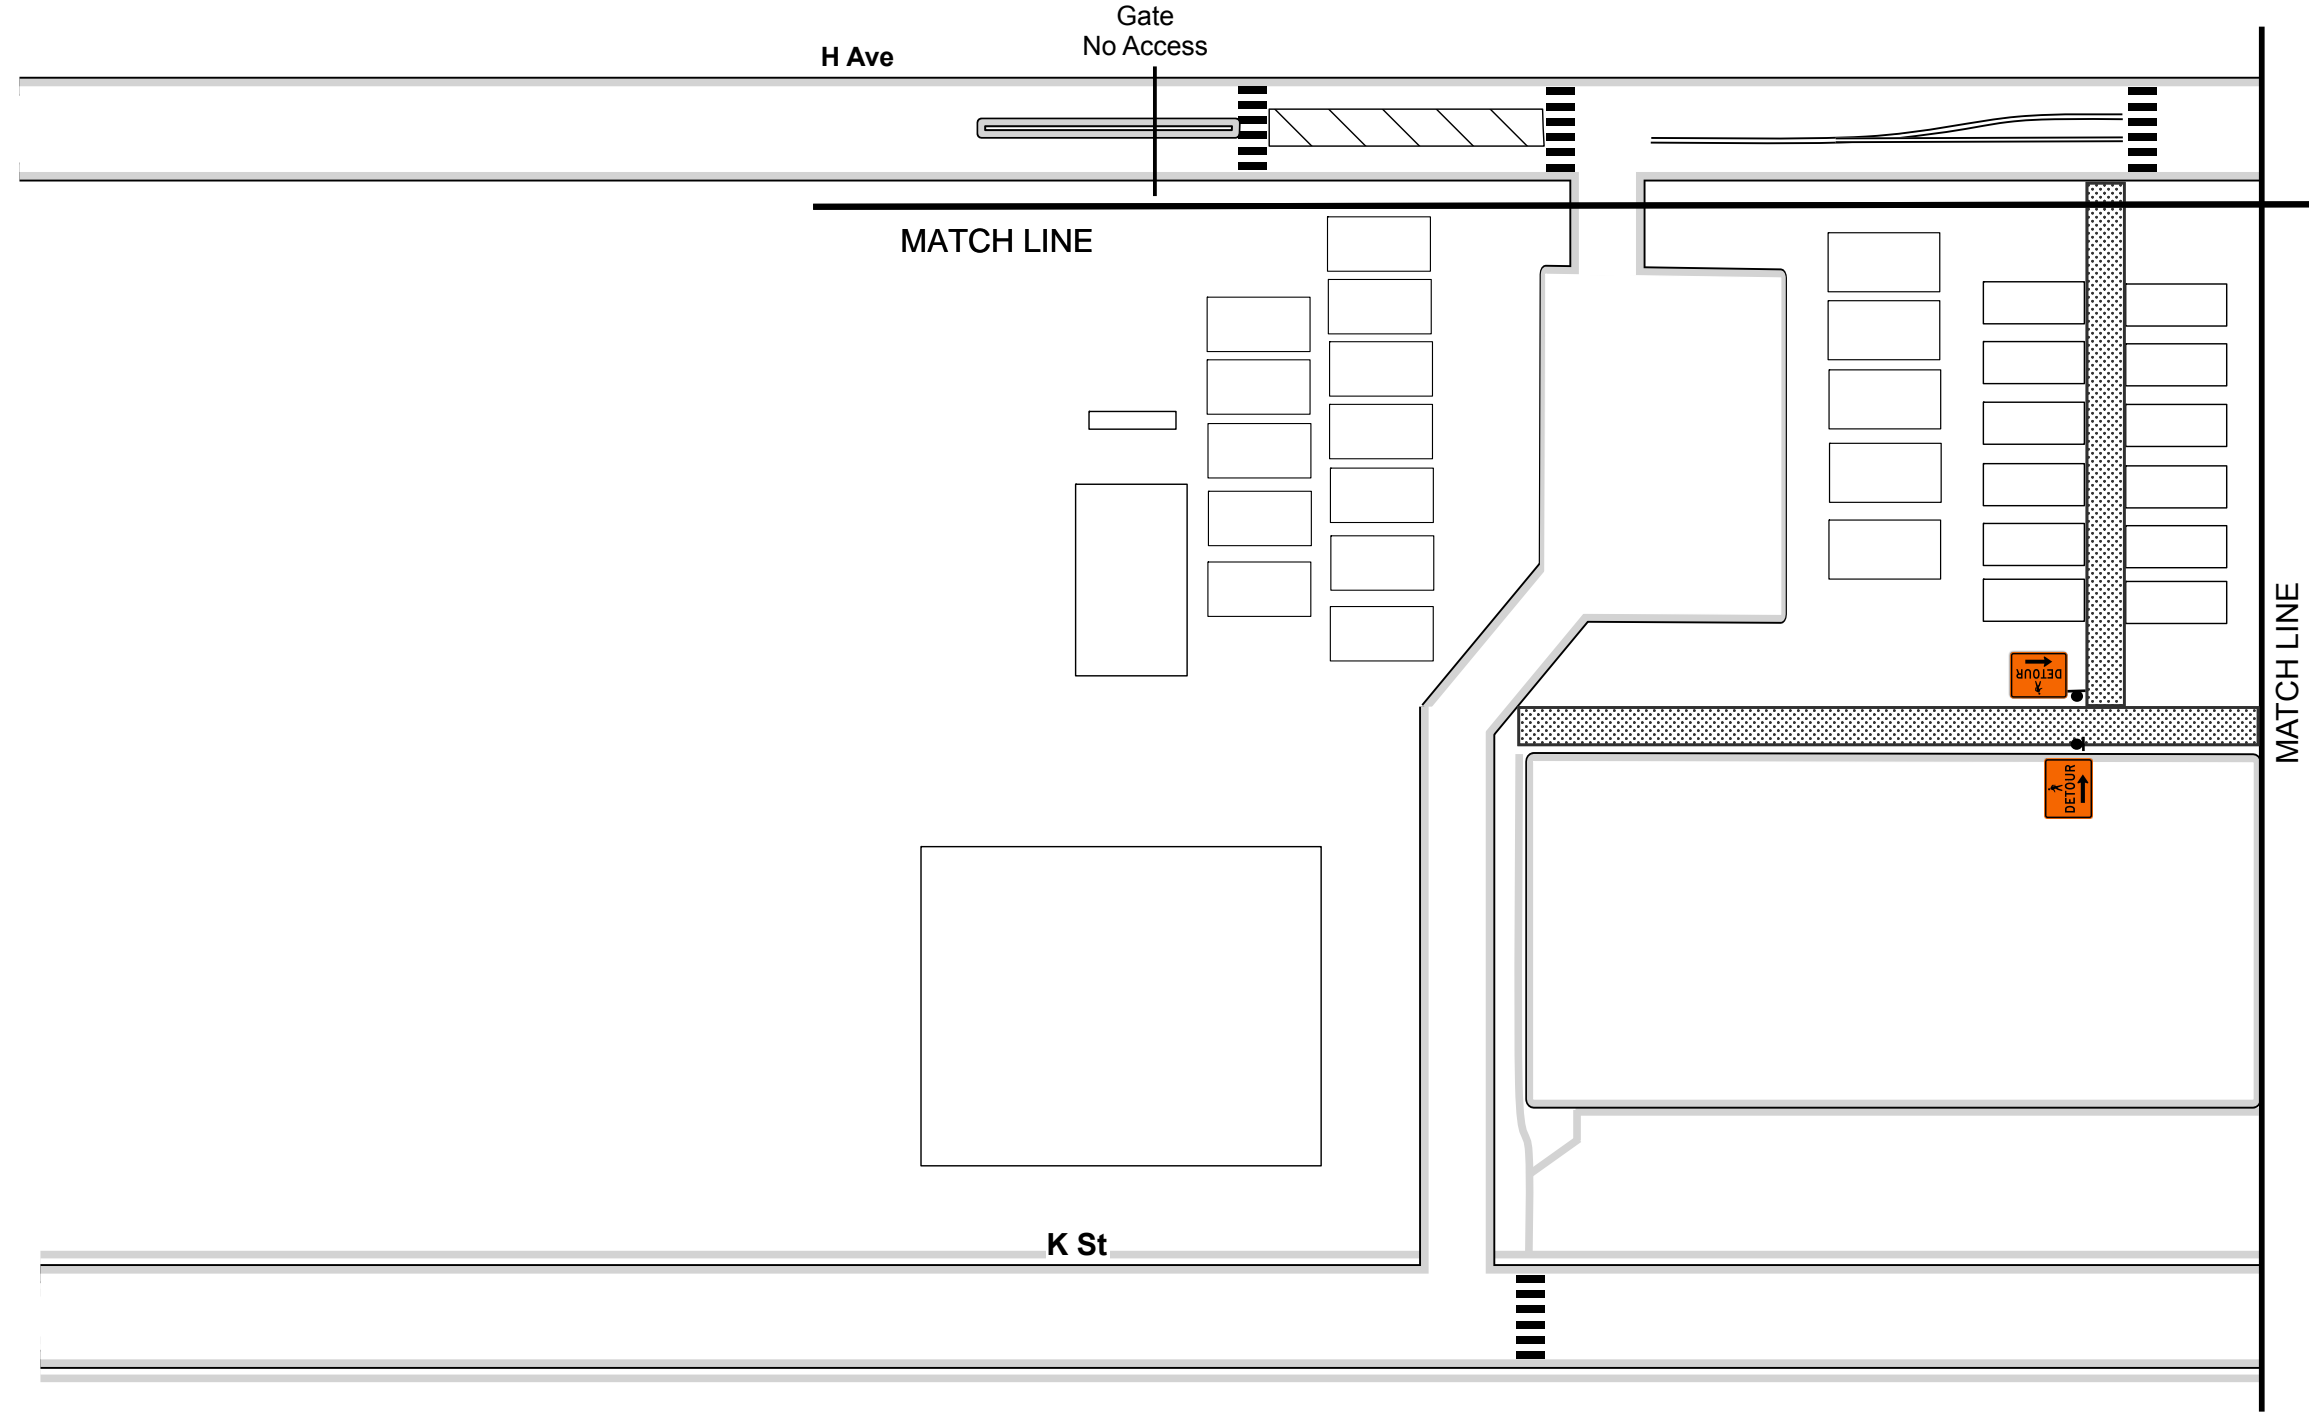 Gate
No Access
H Ave
MATCH LINE
MATCH LINE
DETOUR
DETOUR
K St